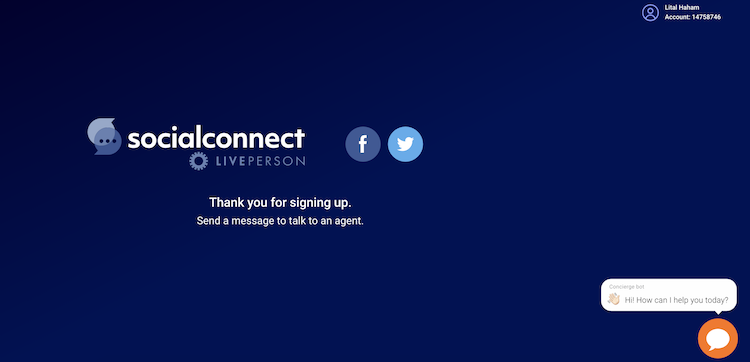 Lital Haham
Account: 14758746
socialconnect
LIVEPERSON
Thank you for signing up.
Send a message to talk to an agent.
Concierge bot
Hi! How can I help you today?